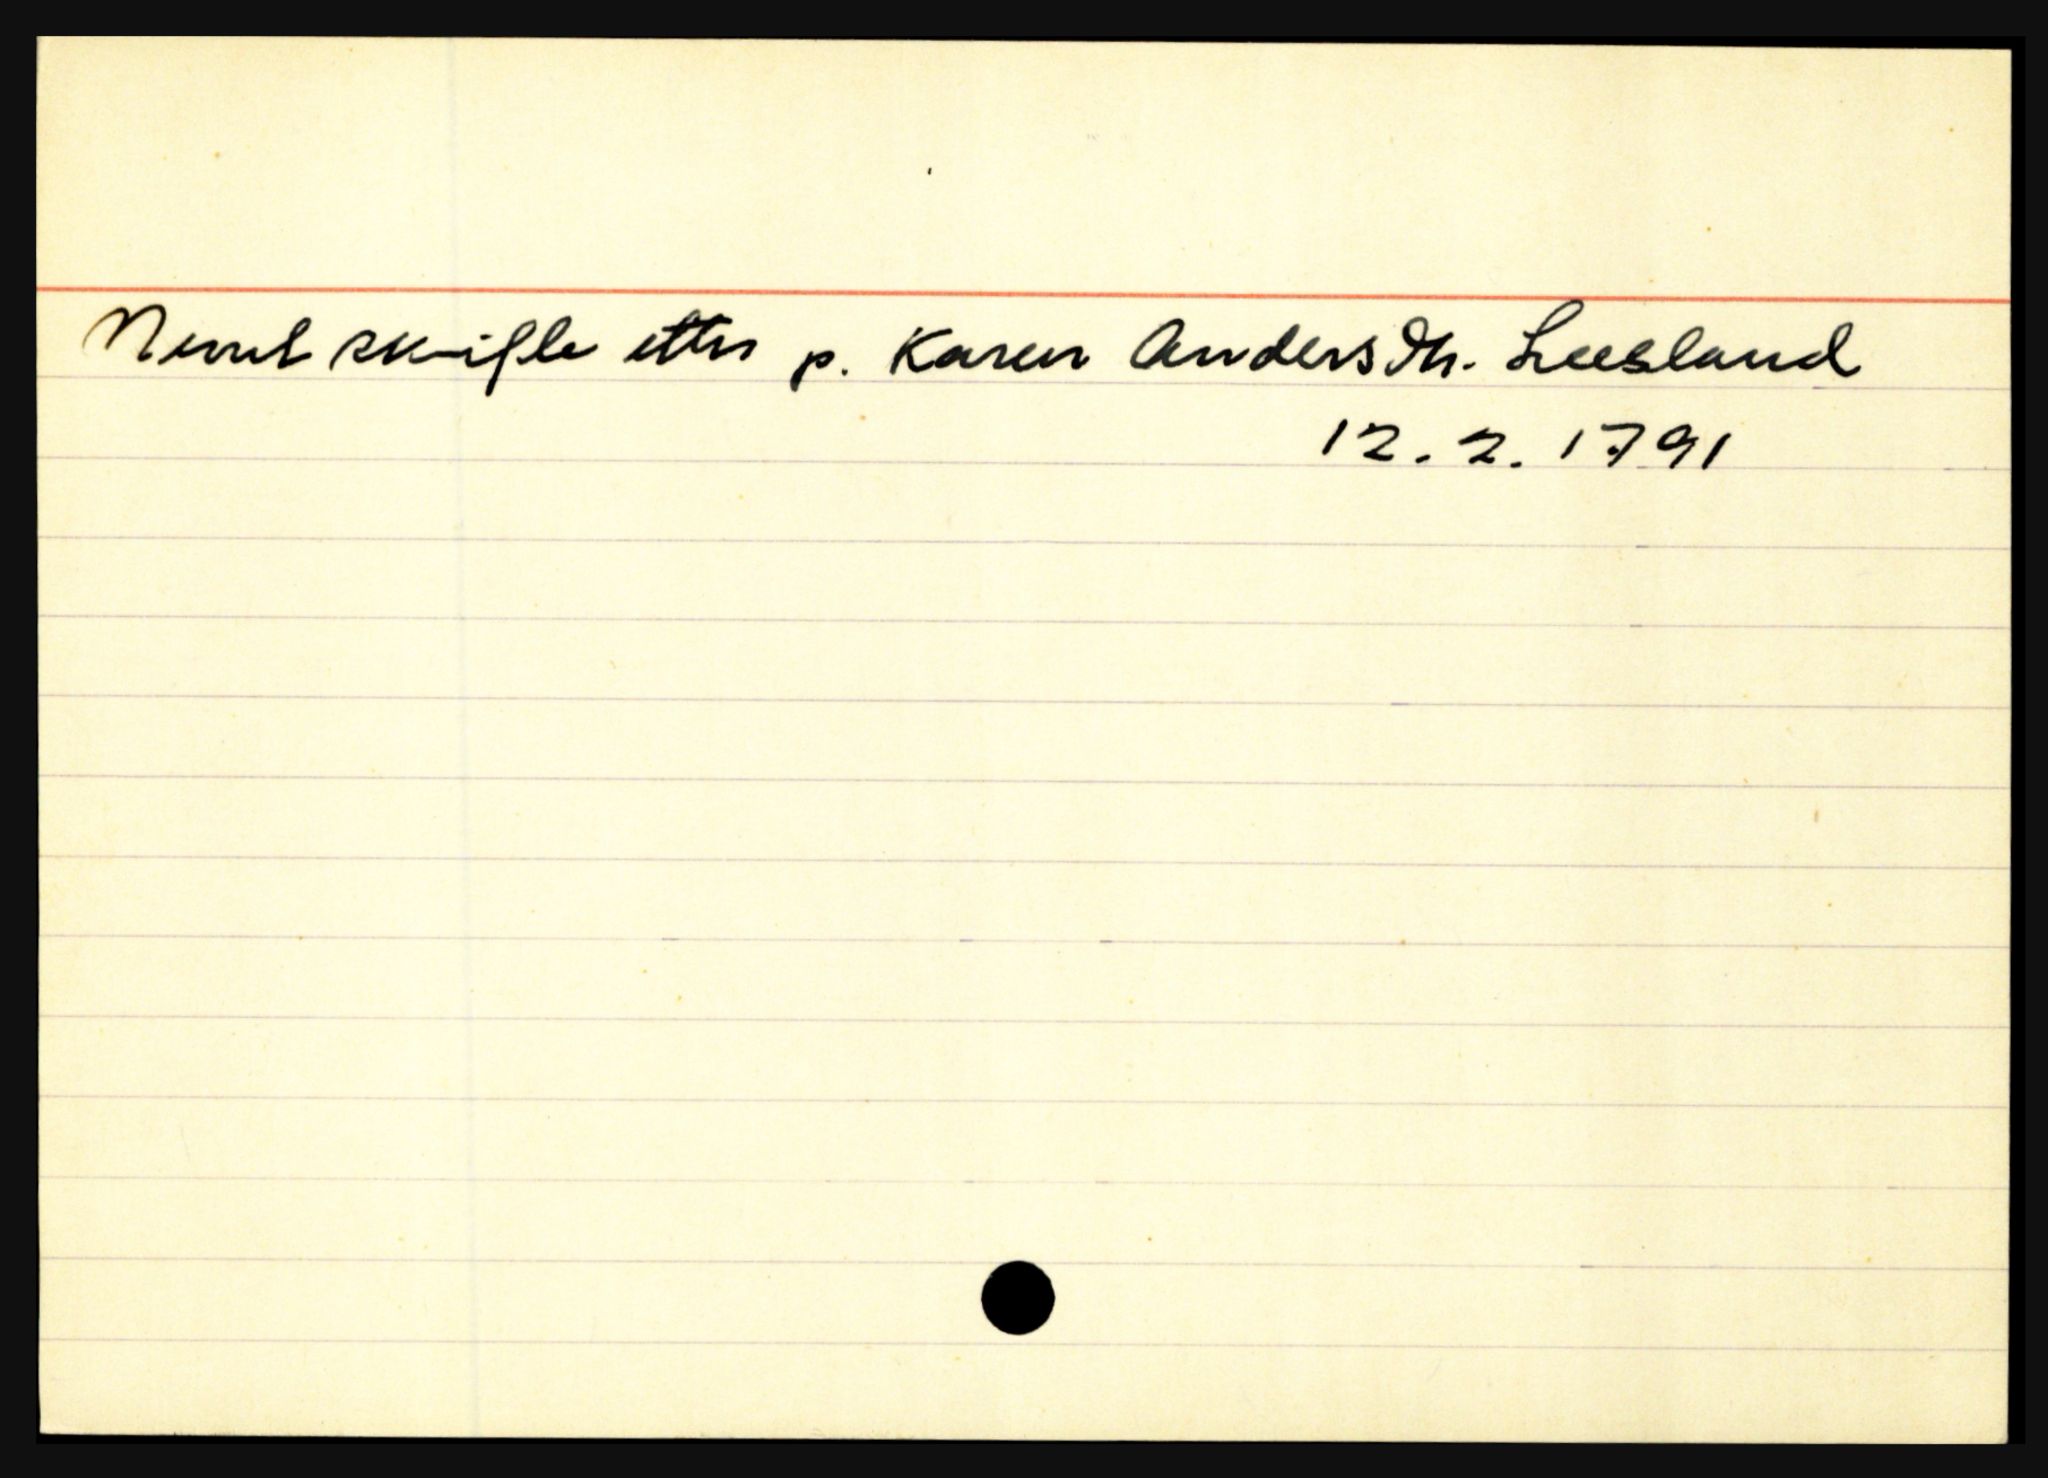 Nevnt skifte etter p. Karen Andersdtr. Leesland
12.2.1791